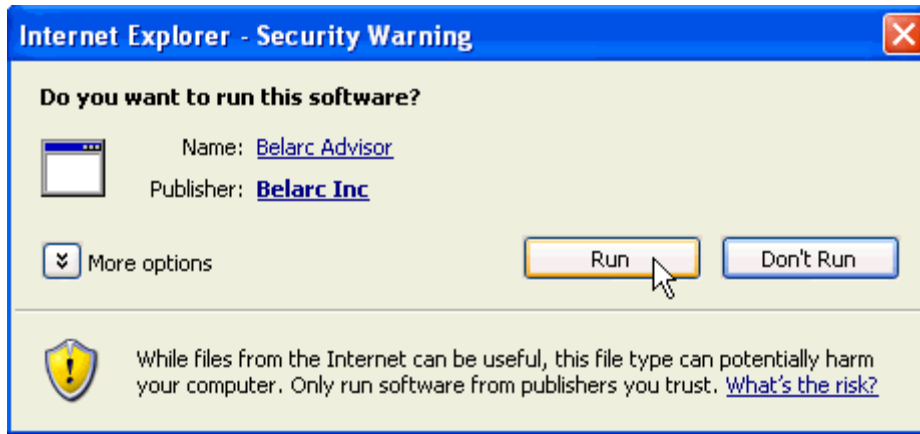 Internet Explorer - Security Warning
Do you want to run this software?
Name: Belarc Advisor
Publisher: Belarc Inc
More options
Run
Don't Run
While files from the Internet can be useful, this file type can potentially harm
your computer. Only run software from publishers you trust. What's the risk?